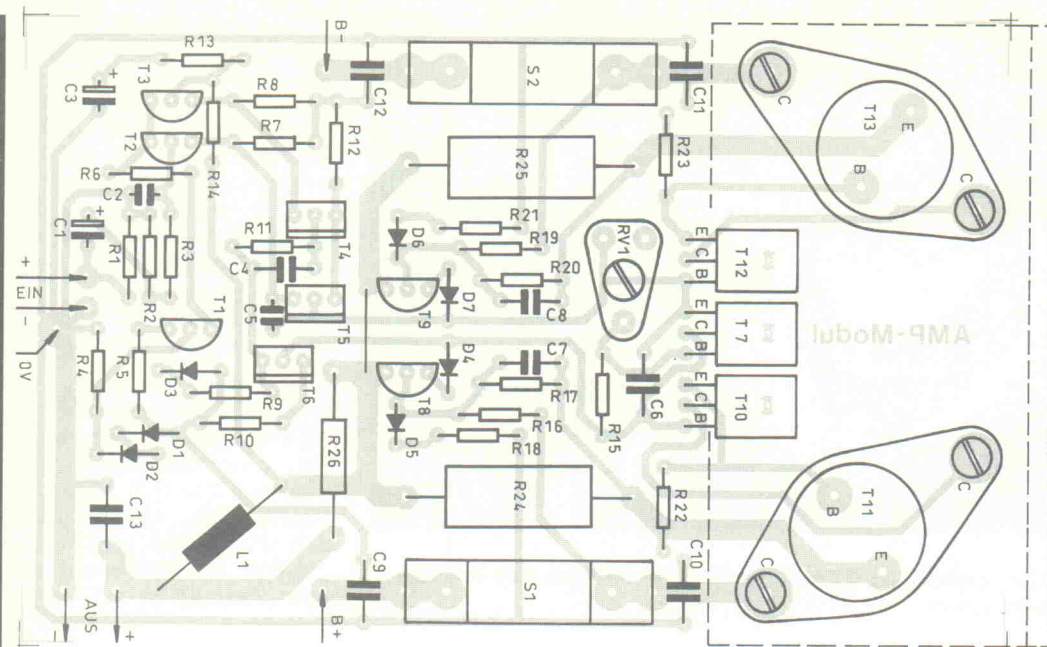 R13
B-
C3
+
T3
R8
C12
S2
C11
C
T13
E
T2
R7
R12
R14
R25
R23
B
C
R6
C2
C1
+
R1
R2
R3
R11
T4
C4
C5
T5
D6
R21
R19
R20
C8
D7
T9
RV1
E
C
B
T12
+
EIN
-
0V
T1
E
C
B
T7
AMP-Modul
R4
R5
D3
R9
T6
R10
D4
T8
D5
C7
R17
R16
R18
R15
C6
E
C
B
T10
D1
D2
R26
C13
L1
R24
R22
B
T11
E
C
C
AUS
-
+
B+
C9
S1
C10